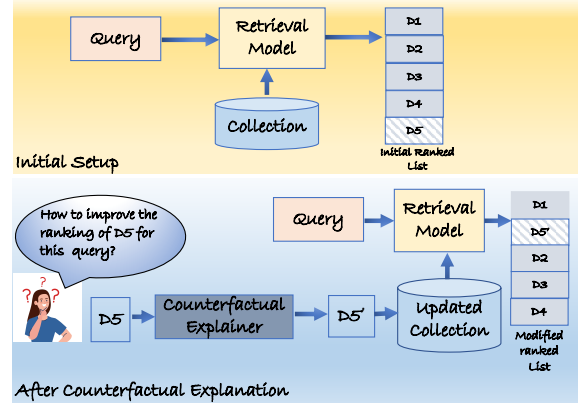 Query
Retrieval
Model
Collection
D1
D2
D3
D4
D5
Initial Ranked
List
Initial Setup
How to improve the
ranking of D5 for
this query?
? ? ?
D5
Counterfactual
Explainer
D5'
Query
Retrieval
Model
Updated
Collection
D1
D5'
D2
D3
D4
Modified
ranked
List
After Counterfactual Explanation